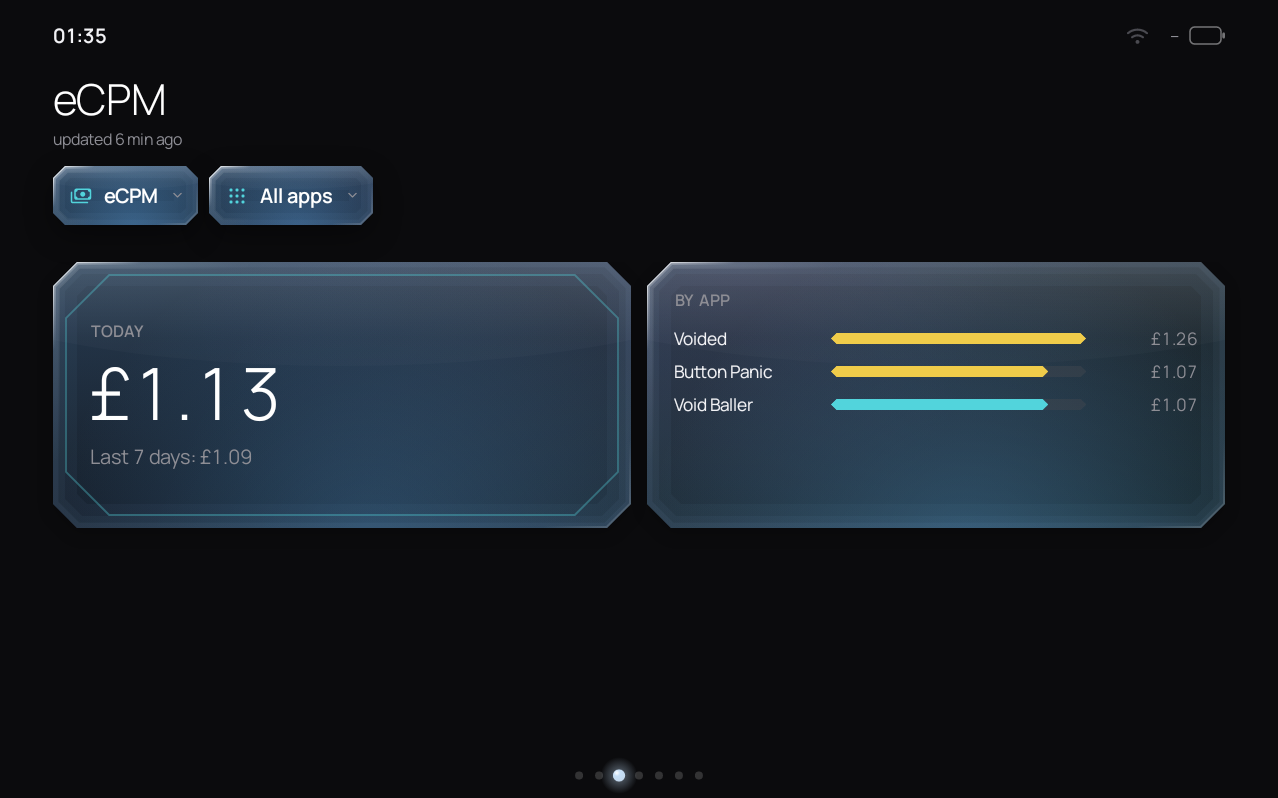 01:35
–
eCPM
updated 6 min ago
eCPM
All apps
TODAY
£1.13
Last 7 days: £1.09
BY APP
Voided £1.26
Button Panic £1.07
Void Baller £1.07